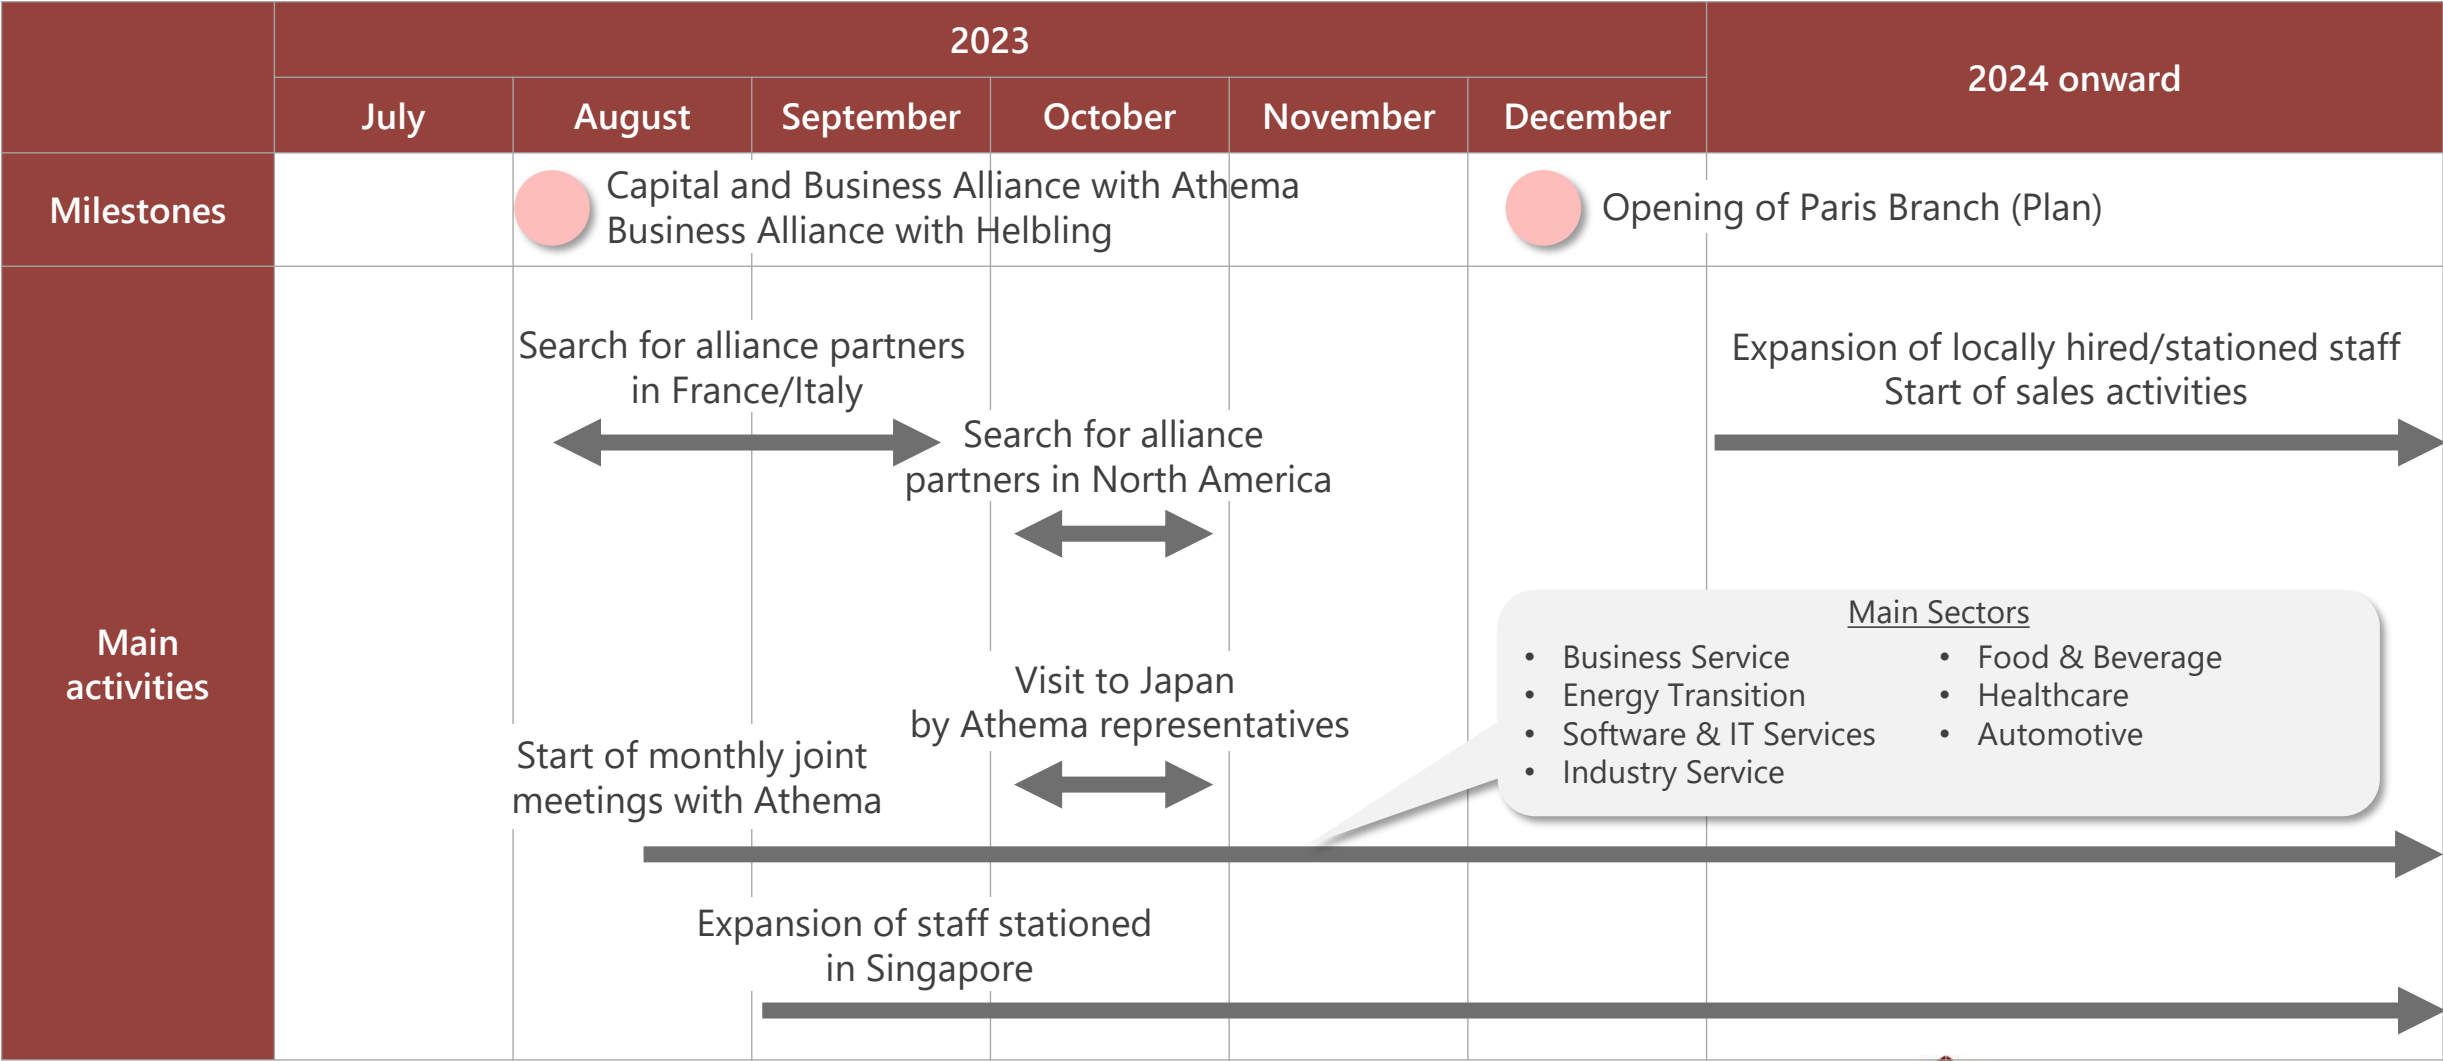 2023
2024 onward
July
August
September
October
November
December
Milestones
Capital and Business Alliance with Athema
Business Alliance with Helbling
Opening of Paris Branch (Plan)
Main
activities
Search for alliance partners
in France/Italy
Search for alliance
partners in North America
Expansion of locally hired/stationed staff
Start of sales activities
Visit to Japan
by Athema representatives
Start of monthly joint
meetings with Athema
Main Sectors
• Business Service
• Energy Transition
• Software & IT Services
• Industry Service
• Food & Beverage
• Healthcare
• Automotive
Expansion of staff stationed
in Singapore